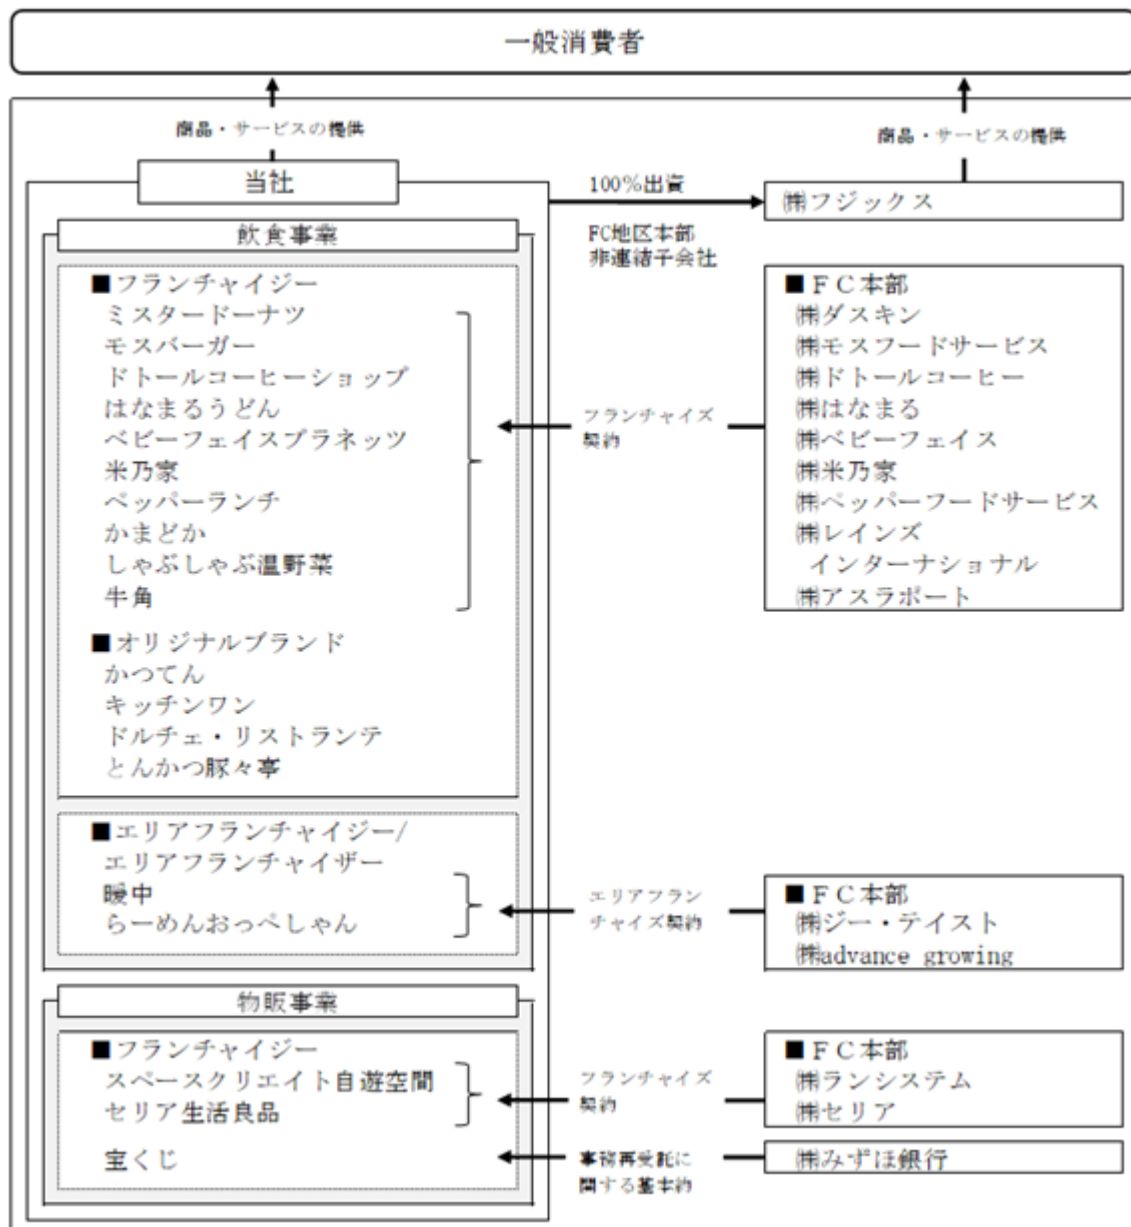 一般消費者
商品・サービスの提供
商品・サービスの提供
当社
100%出資
㈱フジックス
FC地区本部
非連結子会社
飲食事業
■フランチャイジー
ミスタードーナツ
モスバーガー
ドトールコーヒーショップ
はなまるうどん
ベビーフェイスプラネッツ
米乃家
ペッパーランチ
かまどか
しゃぶしゃぶ温野菜
牛角
フランチャイズ
契約
■ＦＣ本部
㈱ダスキン
㈱モスフードサービス
㈱ドトールコーヒー
㈱はなまる
㈱ベビーフェイス
㈱米乃家
㈱ペッパーフードサービス
㈱レインズ
インターナショナル
㈱アスラポート
■オリジナルブランド
かつてん
キッチンワン
ドルチェ・リストランテ
とんかつ豚々亭
■エリアフランチャイジー/
エリアフランチャイザー
暖中
らーめんおっぺしゃん
エリアフラン
チャイズ契約
■ＦＣ本部
㈱ジー・テイスト
㈱advance growing
物販事業
■フランチャイジー
スペースクリエイト自遊空間
セリア生活良品
フランチャイズ
契約
■ＦＣ本部
㈱ランシステム
㈱セリア
宝くじ
事務再受託に
関する基本約
㈱みずほ銀行